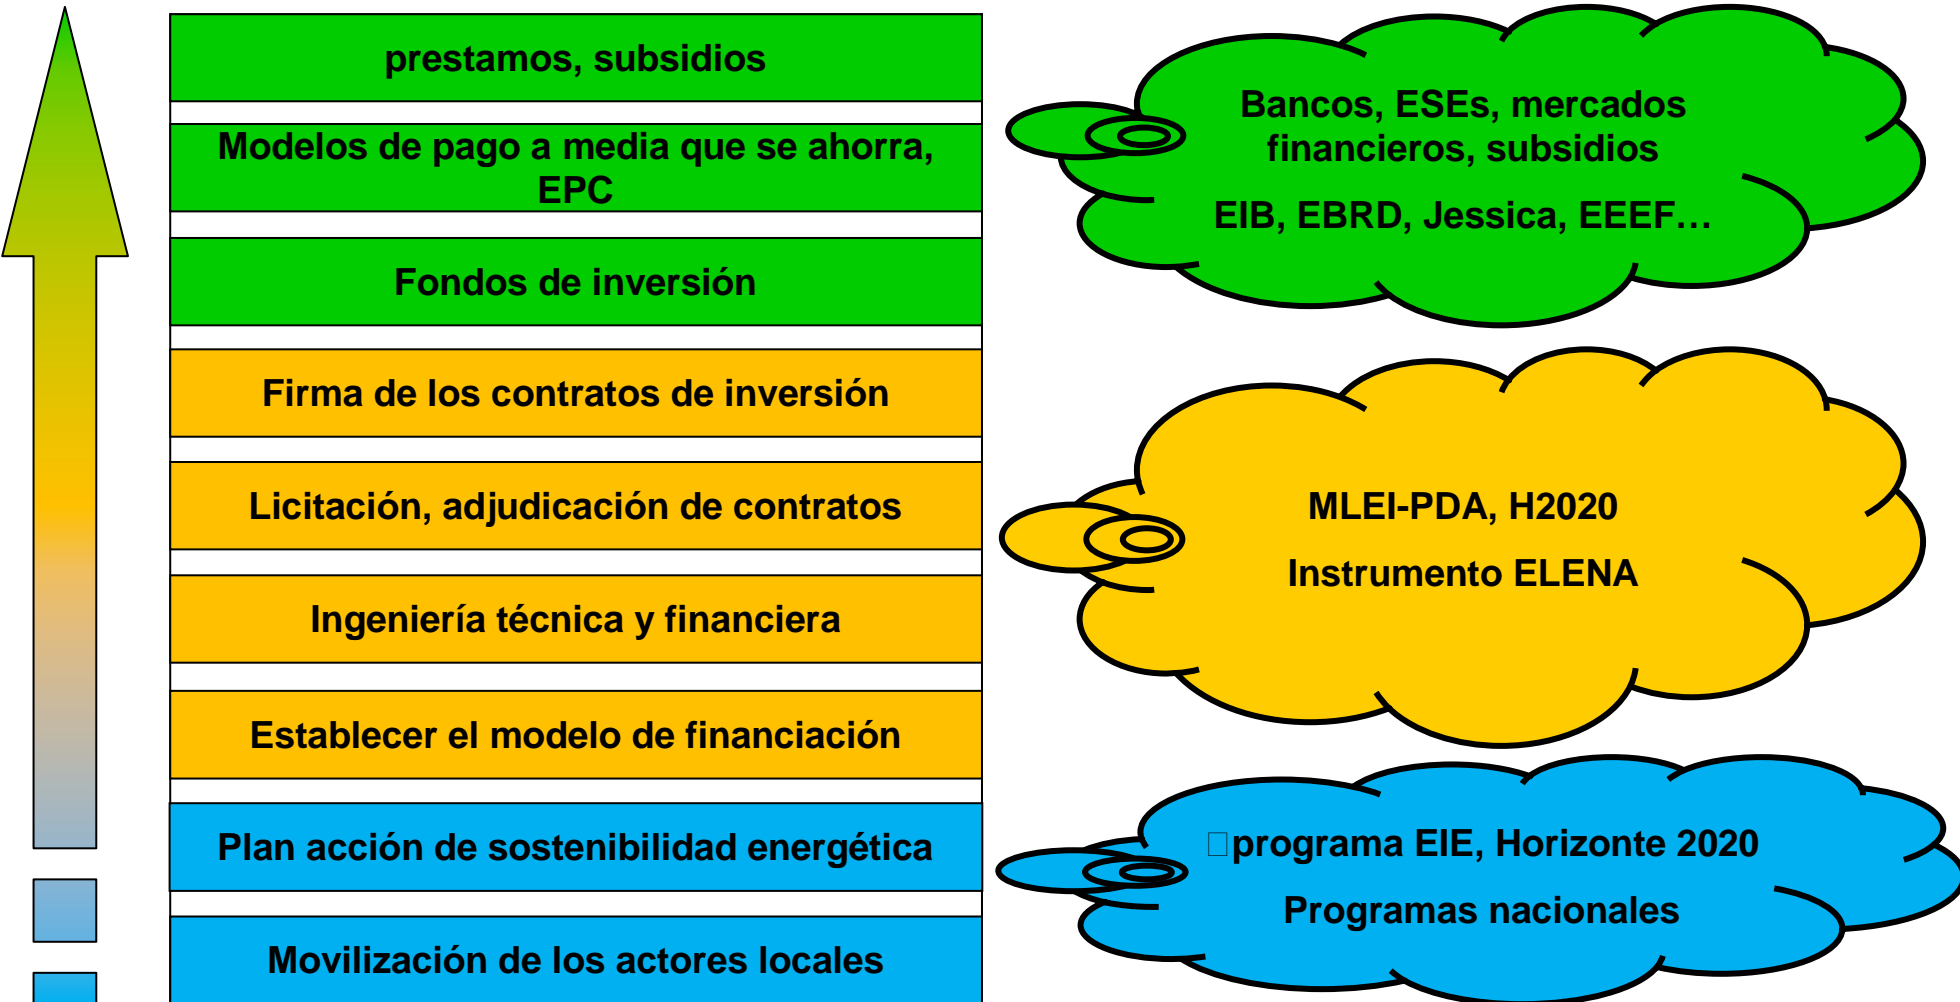 prestamos, subsidios
Modelos de pago a media que se ahorra,
EPC
Fondos de inversión
Firma de los contratos de inversión
Licitación, adjudicación de contratos
Ingeniería técnica y financiera
Establecer el modelo de financiación
Plan acción de sostenibilidad energética
Movilización de los actores locales
Bancos, ESEs, mercados
financieros, subsidios
EIB, EBRD, Jessica, EEEF…
MLEI-PDA, H2020
Instrumento ELENA
programa EIE, Horizonte 2020
Programas nacionales